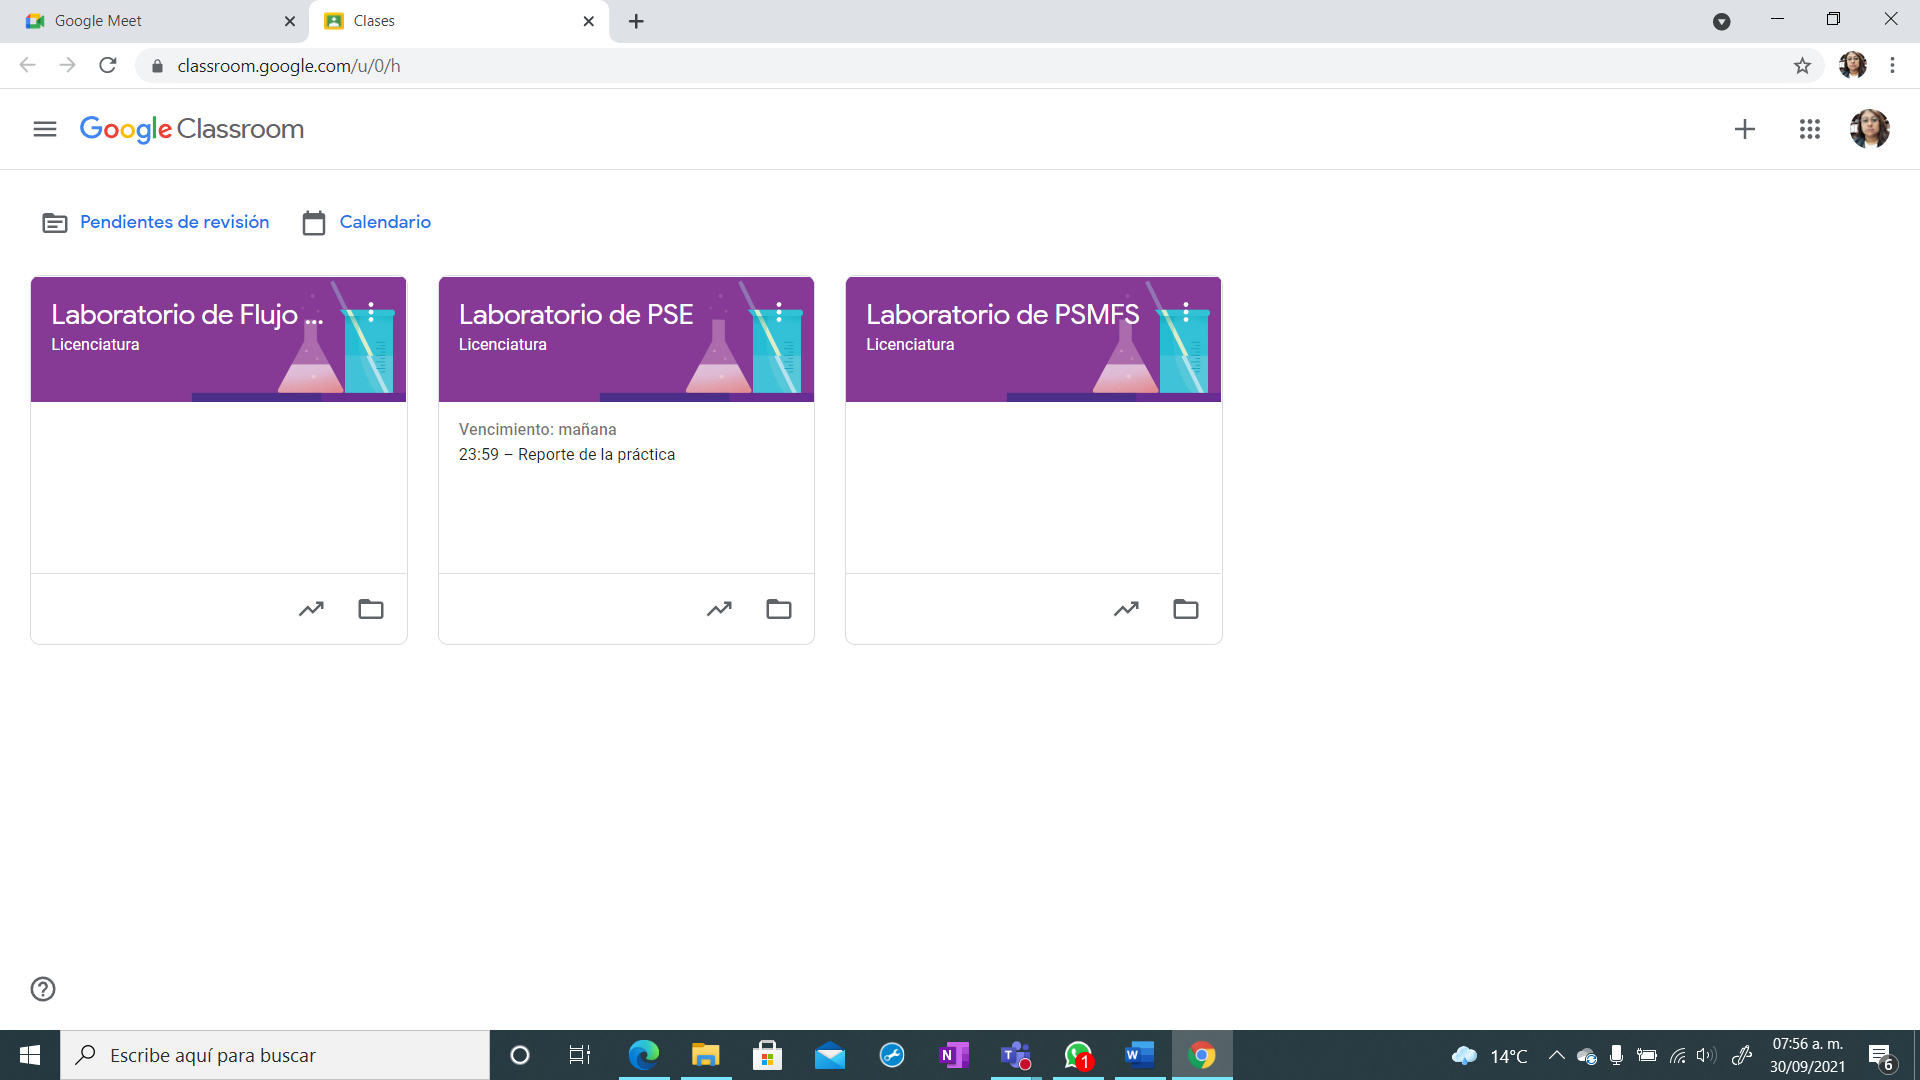 Google Meet
Clases
classroom.google.com/u/0/h
Google Classroom
Pendientes de revisión
Calendario
Laboratorio de Flujo ...
Licenciatura
Laboratorio de PSE
Licenciatura
Vencimiento: mañana
23:59 – Reporte de la práctica
Laboratorio de PSMFS
Licenciatura
Escribe aquí para buscar
1
14°C
07:56 a. m.
30/09/2021
6